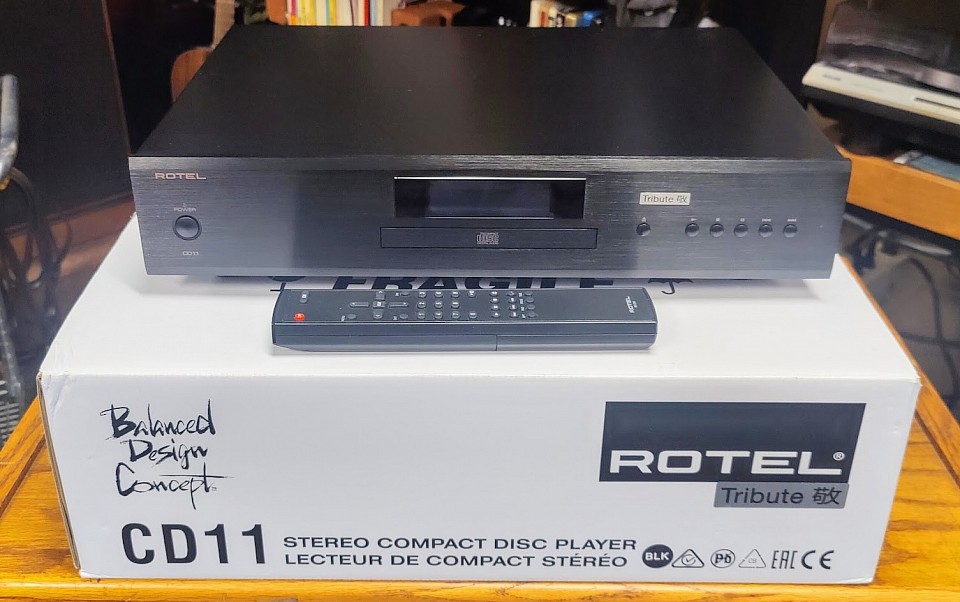 ROTEL
POWER
CD11
Tribute 敬
FRAGILE
ROTEL
Balanced
Design
Concept
ROTEL®
Tribute 敬
CD11
STEREO COMPACT DISC PLAYER
LECTEUR DE COMPACT STÉRÉO
BLK
Pb
EAC CE